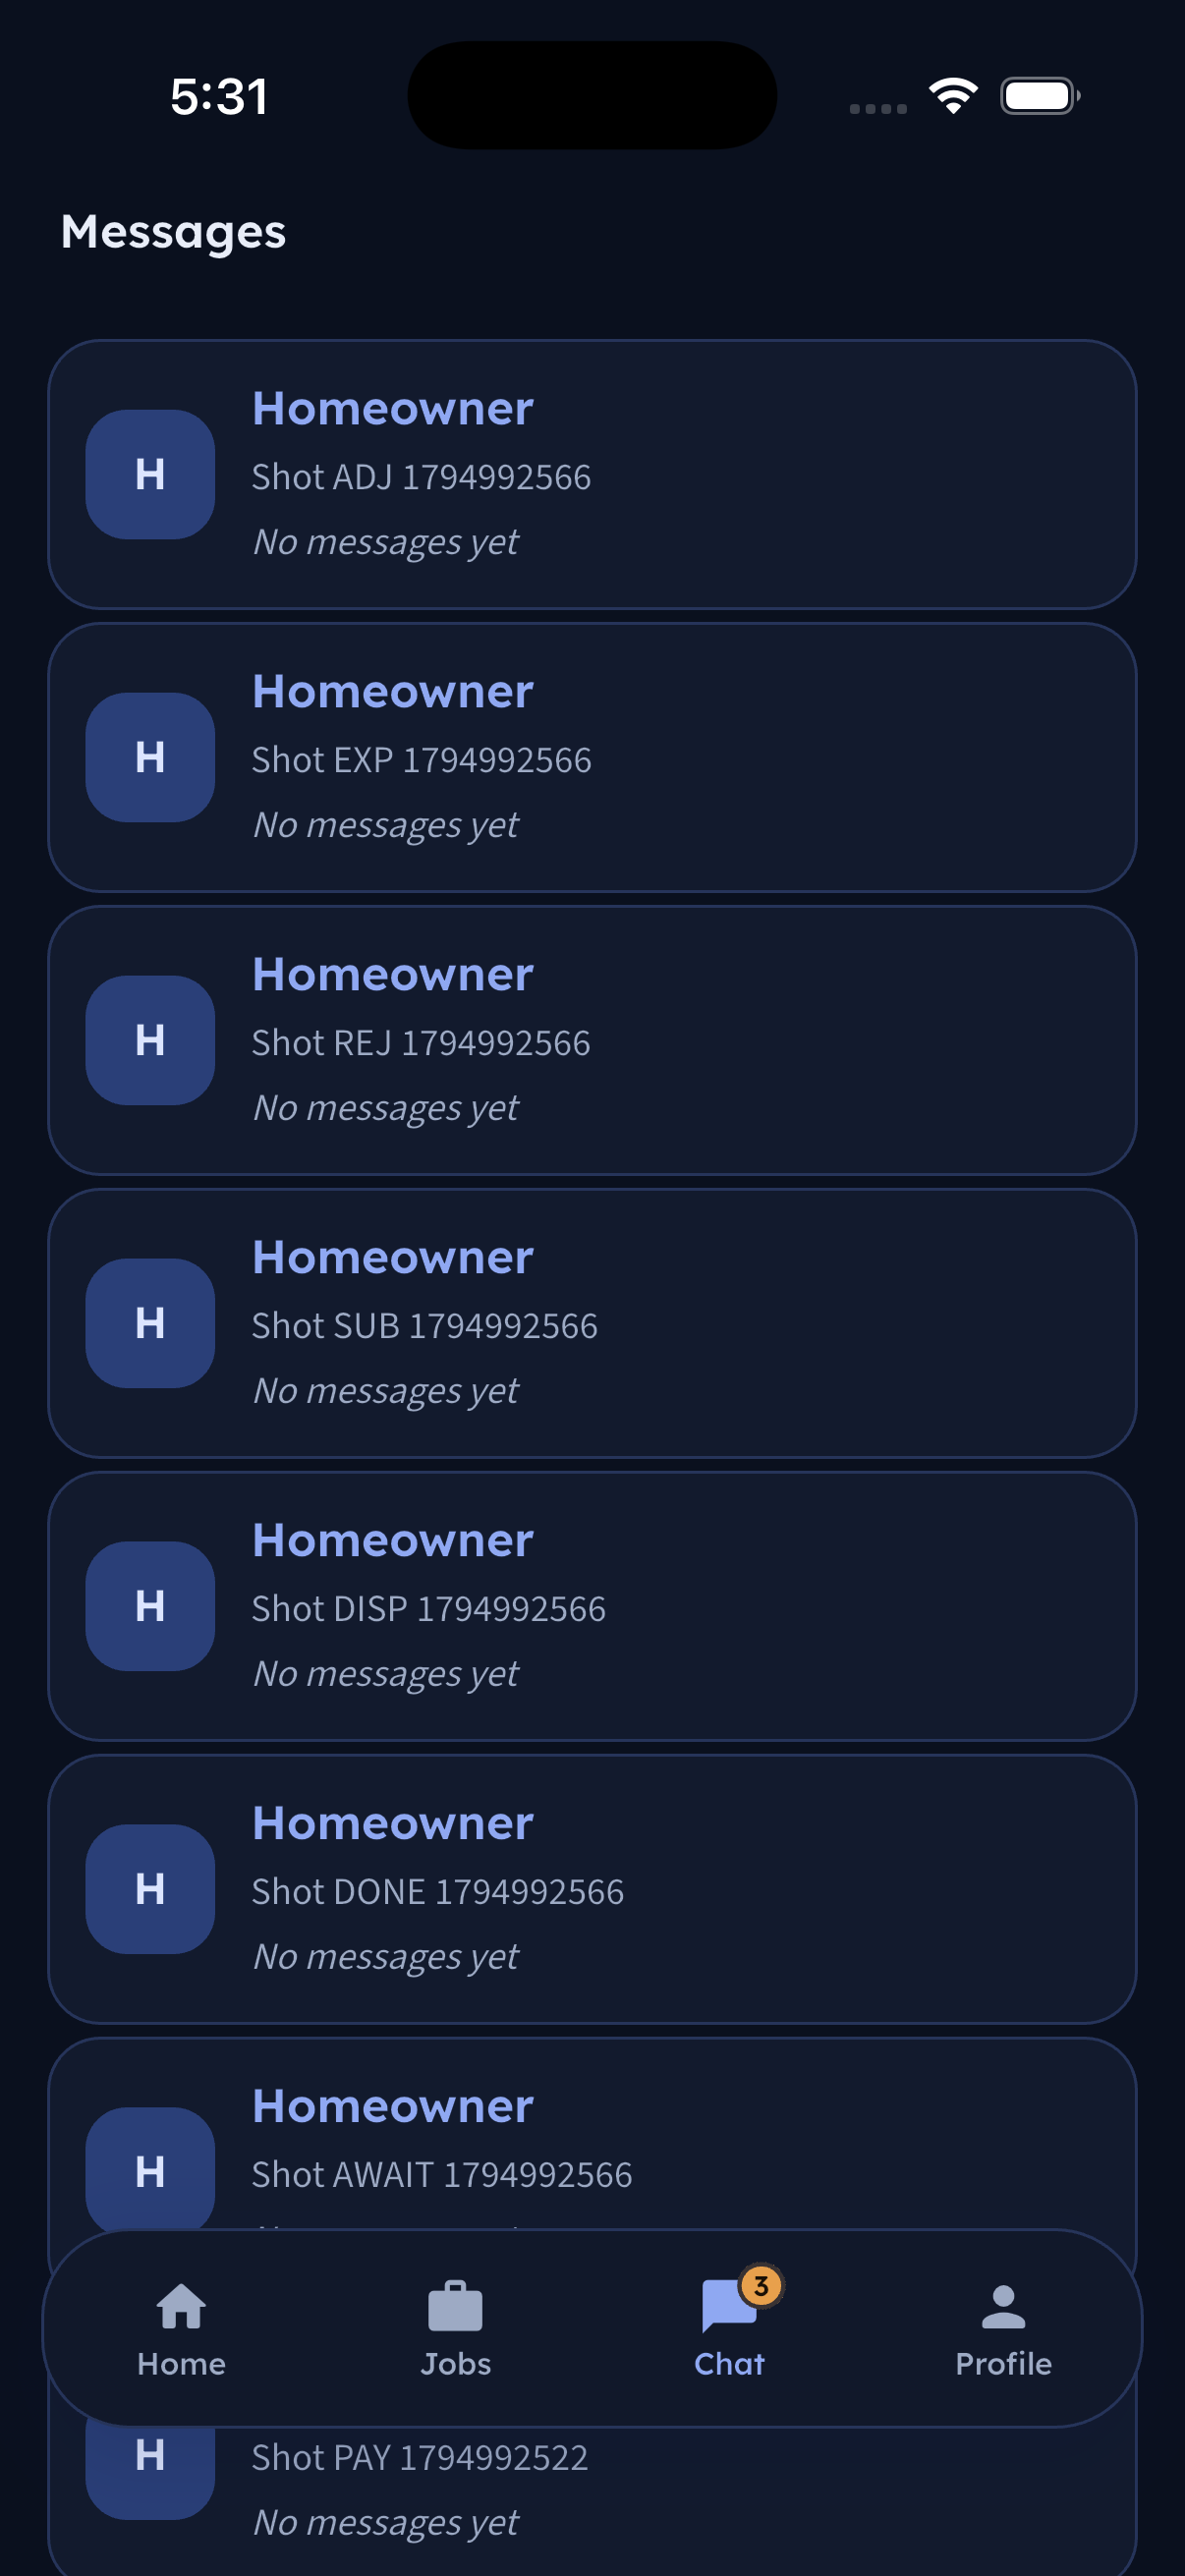 5:31
Messages
H
Homeowner
Shot ADJ 1794992566
No messages yet
H
Homeowner
Shot EXP 1794992566
No messages yet
H
Homeowner
Shot REJ 1794992566
No messages yet
H
Homeowner
Shot SUB 1794992566
No messages yet
H
Homeowner
Shot DISP 1794992566
No messages yet
H
Homeowner
Shot DONE 1794992566
No messages yet
H
Homeowner
Shot AWAIT 1794992566
3
Home
Jobs
Chat
Profile
H
Shot PAY 1794992522
No messages yet